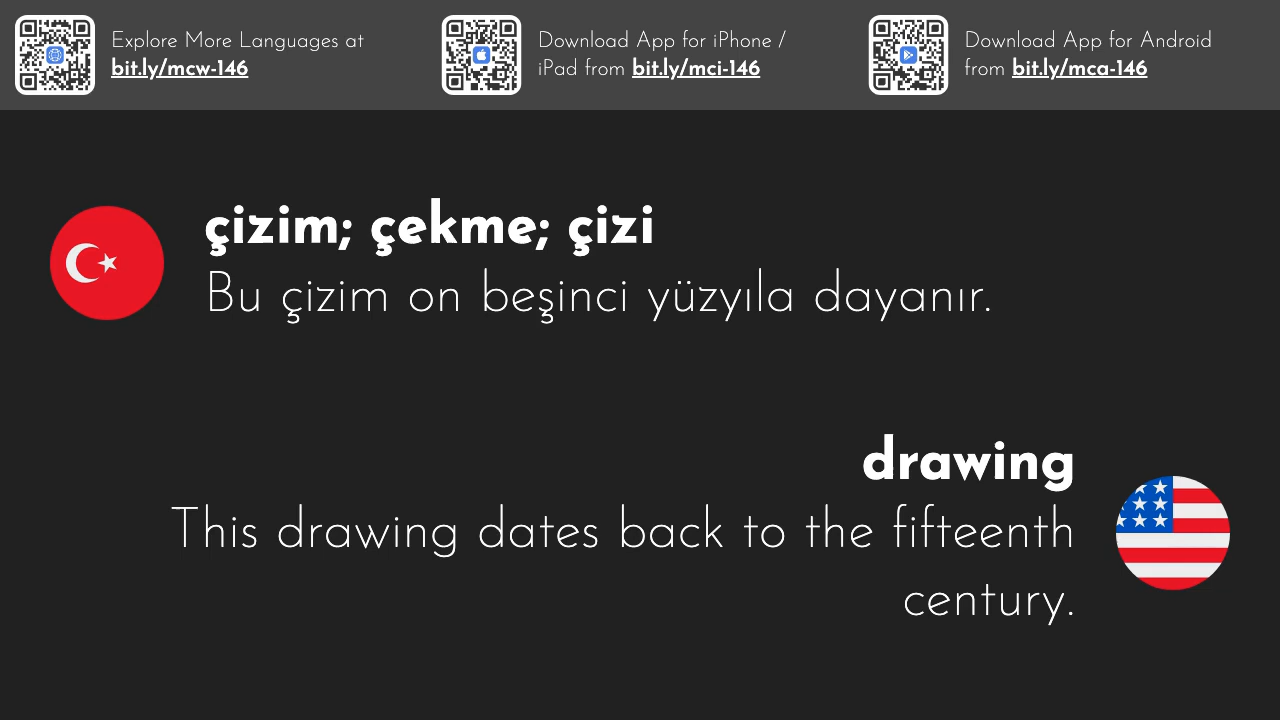 Explore More Languages at
bit.ly/mcw-146
Download App for iPhone /
iPad from bit.ly/mci-146
Download App for Android
from bit.ly/mca-146
çizim; çekme; çizi
Bu çizim on beşinci yüzyıla dayanır.
drawing
This drawing dates back to the fifteenth
century.